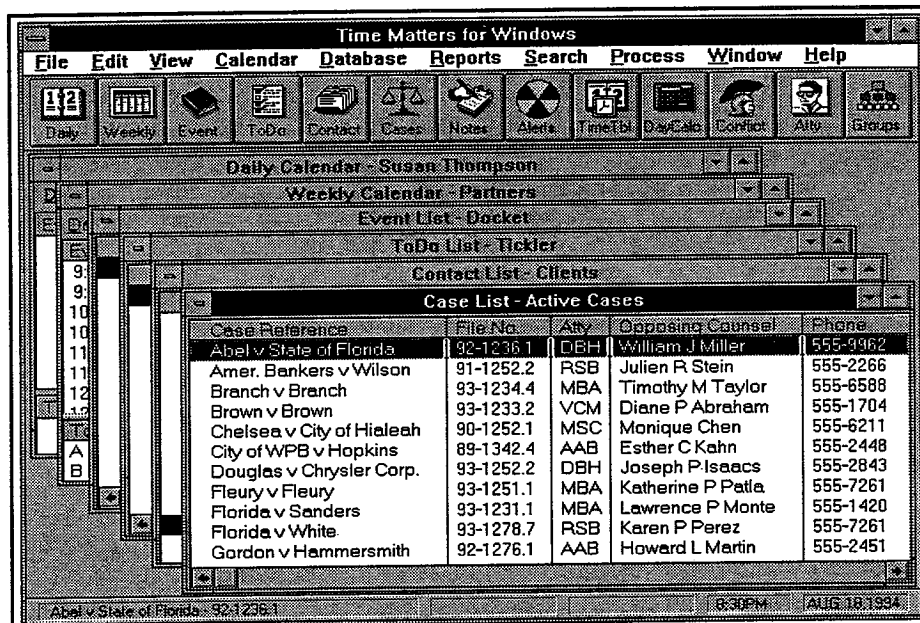 Time Matters for Windows
File Edit View Calendar Database Reports Search Process Window Help
Daily Weekly Event ToDo Contact Cases Notes Alerts TimeTbl DayCalc Conflict Atty Groups
Daily Calendar - Susan Thompson
Weekly Calendar - Partners
Event List - Docket
ToDo List - Tickler
Contact List - Clients
Case List - Active Cases
Case Reference File No. Atty Opposing Counsel Phone
Abel v State of Florida 92-1236.1 DBH William J Miller 555-9962
Amer. Bankers v Wilson 91-1252.2 RSB Julien R Stein 555-2266
Branch v Branch 93-1234.4 MBA Timothy M Taylor 555-6588
Brown v Brown 93-1233.2 VCM Diane P Abraham 555-1704
Chelsea v City of Hialeah 90-1252.1 MSC Monique Chen 555-6211
City of WPB v Hopkins 89-1342.4 AAB Esther C Kahn 555-2448
Douglas v Chrysler Corp. 93-1252.2 DBH Joseph P Isaacs 555-2843
Fleury v Fleury 93-1251.1 MBA Katherine P Patla 555-7261
Florida v Sanders 93-1231.1 MBA Lawrence P Monte 555-1420
Florida v White 93-1278.7 RSB Karen P Perez 555-7261
Gordon v Hammersmith 92-1276.1 AAB Howard L Martin 555-2451
Abel v State of Florida - 92-1236.1 8:30PM AUG 18,1994